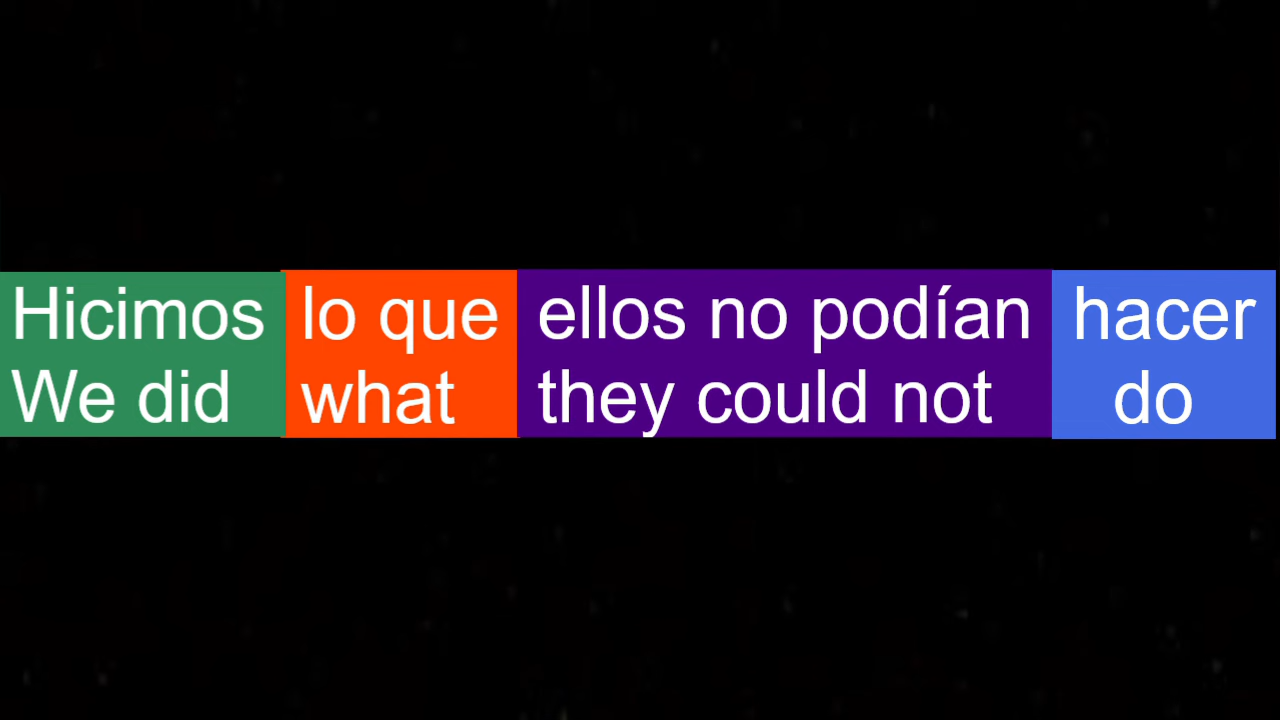 Hicimos lo que ellos no podían hacer
We did what they could not do